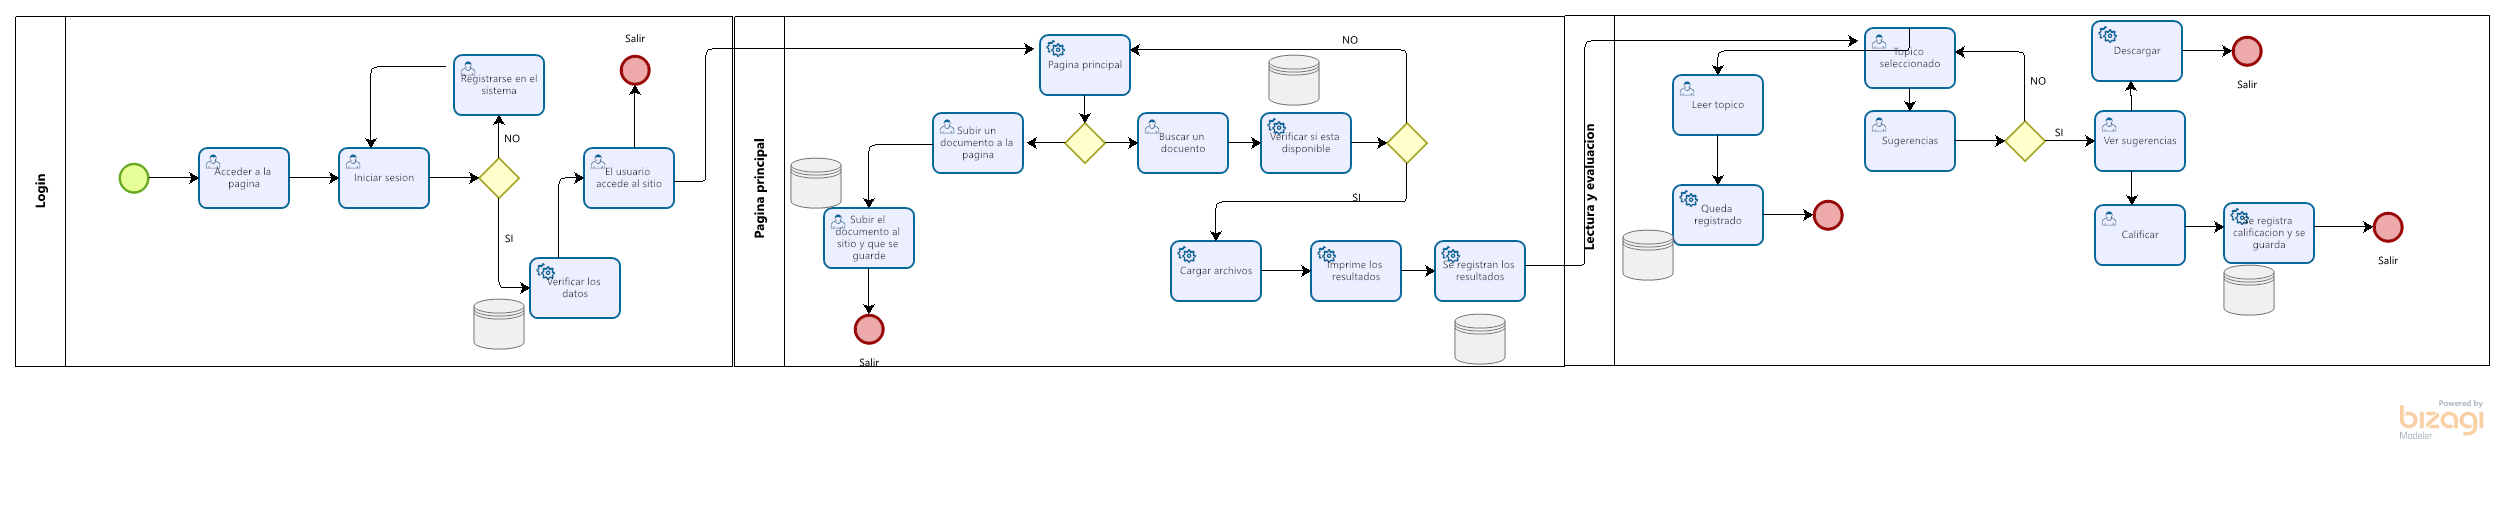 Login
Acceder a la
pagina
Iniciar sesion
Registrarse en el
sistema
NO
SI
Verificar los
datos
El usuario
accede al sitio
Salir
Pagina principal
Pagina principal
Subir un
documento a la
pagina
Subir el
documento al
sitio y que se
guarde
Salir
Buscar un
docuento
Verificar si esta
disponible
NO
SI
Cargar archivos
Imprime los
resultados
Se registran los
resultados
Lectura y evaluacion
Topico
seleccionado
Leer topico
Queda
registrado
Sugerencias
NO
SI
Ver sugerencias
Descargar
Salir
Calificar
Se registra
calificacion y se
guarda
Salir
Powered by
bizagi
Modeler